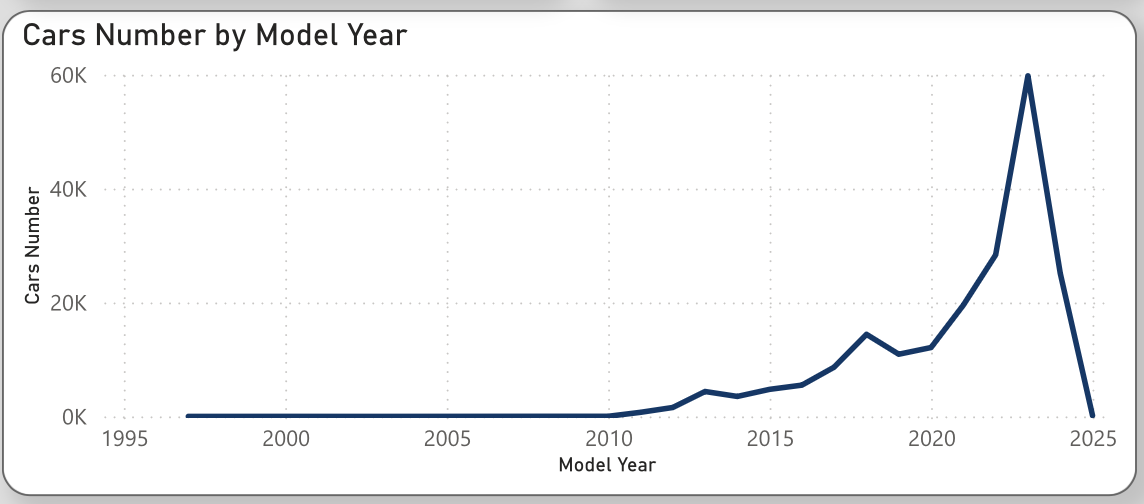 Cars Number by Model Year
60K
40K
20K
0K
Cars Number
1995 2000 2005 2010 2015 2020 2025
Model Year